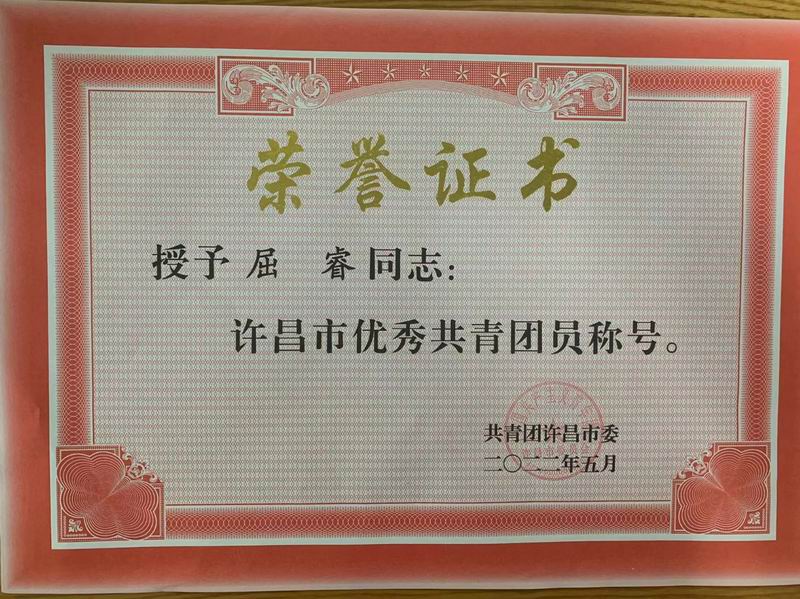 荣誉证书
授予 屈 睿 同志：
许昌市优秀共青团员称号。
共青团许昌市委
二〇二二年五月